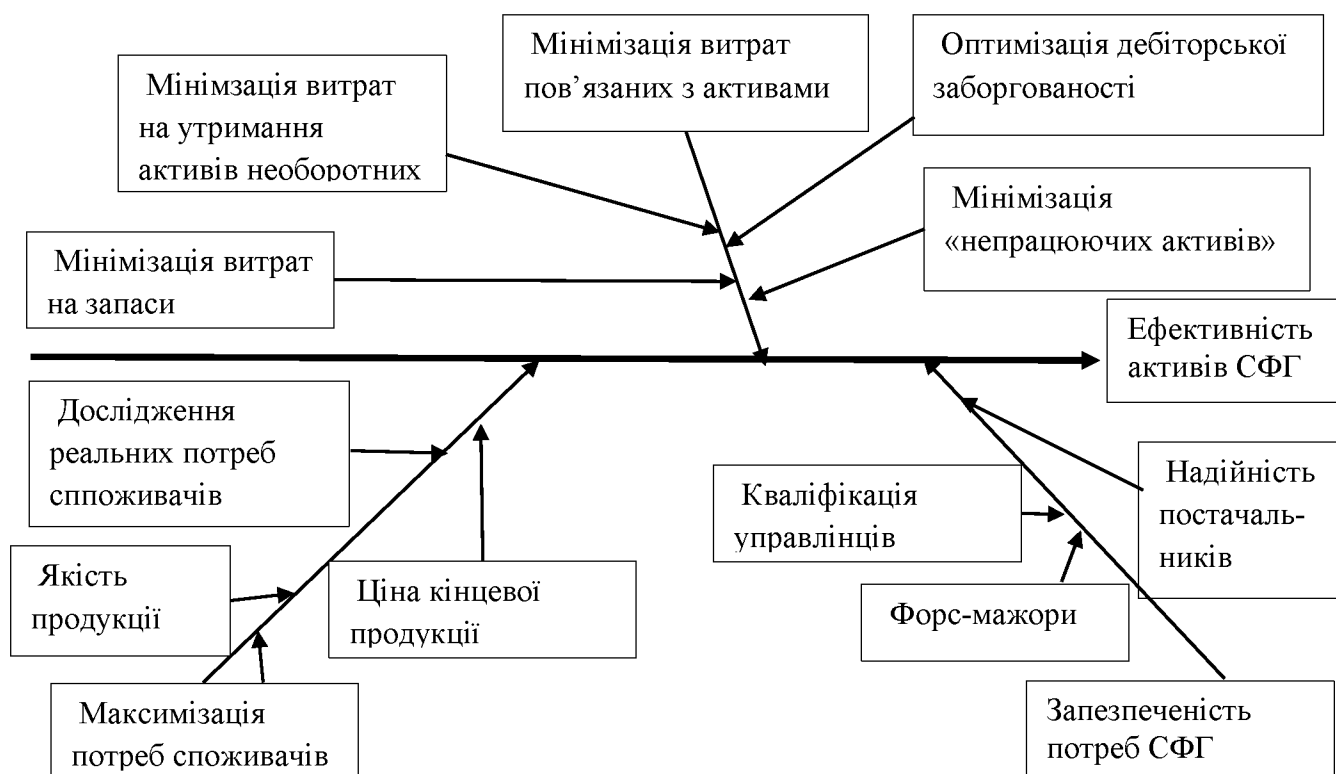 Мінімзація витрат
на утримання
активів необоротних
Мінімізація витрат
пов’язаних з активами
Оптимізація дебіторської
заборгованості
Мінімізація
«непрацюючих активів»
Мінімізація витрат
на запаси
Ефективність
активів СФГ
Дослідження
реальних потреб
сппоживачів
Кваліфікація
управлінців
Надійність
постачаль-
ників
Якість
продукції
Ціна кінцевої
продукції
Форс-мажори
Максимізація
потреб споживачів
Запезпеченість
потреб СФГ